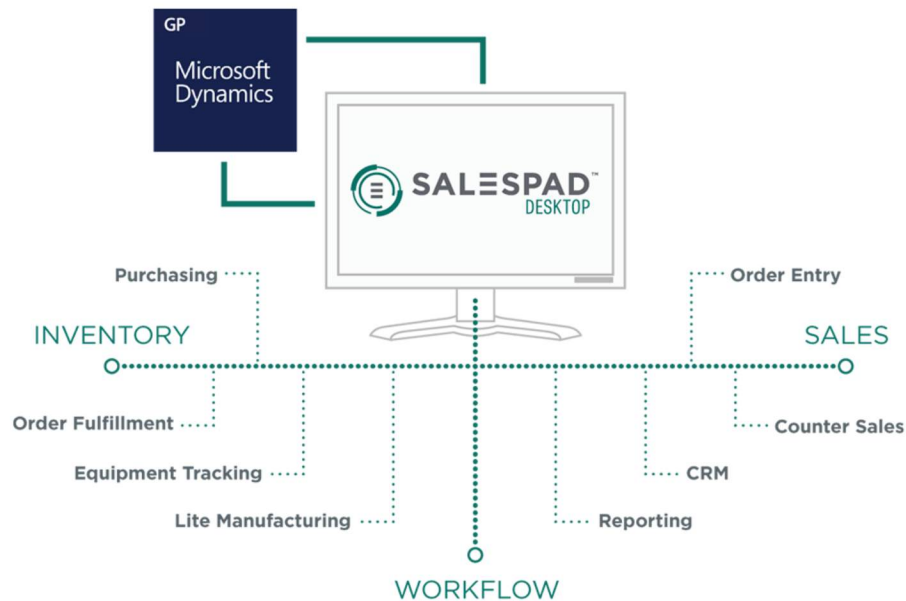 GP
Microsoft
Dynamics
SALESPAD™
DESKTOP
Purchasing
Order Entry
INVENTORY
SALES
Order Fulfillment
Counter Sales
Equipment Tracking
CRM
Lite Manufacturing
Reporting
WORKFLOW